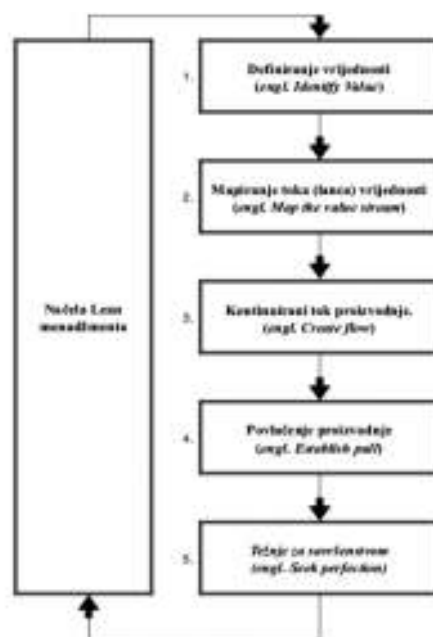 Načela Lean
menadžmenta
1.
Definiranje vrijednosti
(engl. Identify Value)
2.
Mapiranje toka (lanca) vrijednosti
(engl. Map the value stream)
3.
Kontinuirani tok proizvodnje.
(engl. Create flow)
4.
Povlačenje proizvodnje
(engl. Establish pull)
5.
Težnje za savršenstvom
(engl. Seek perfection)